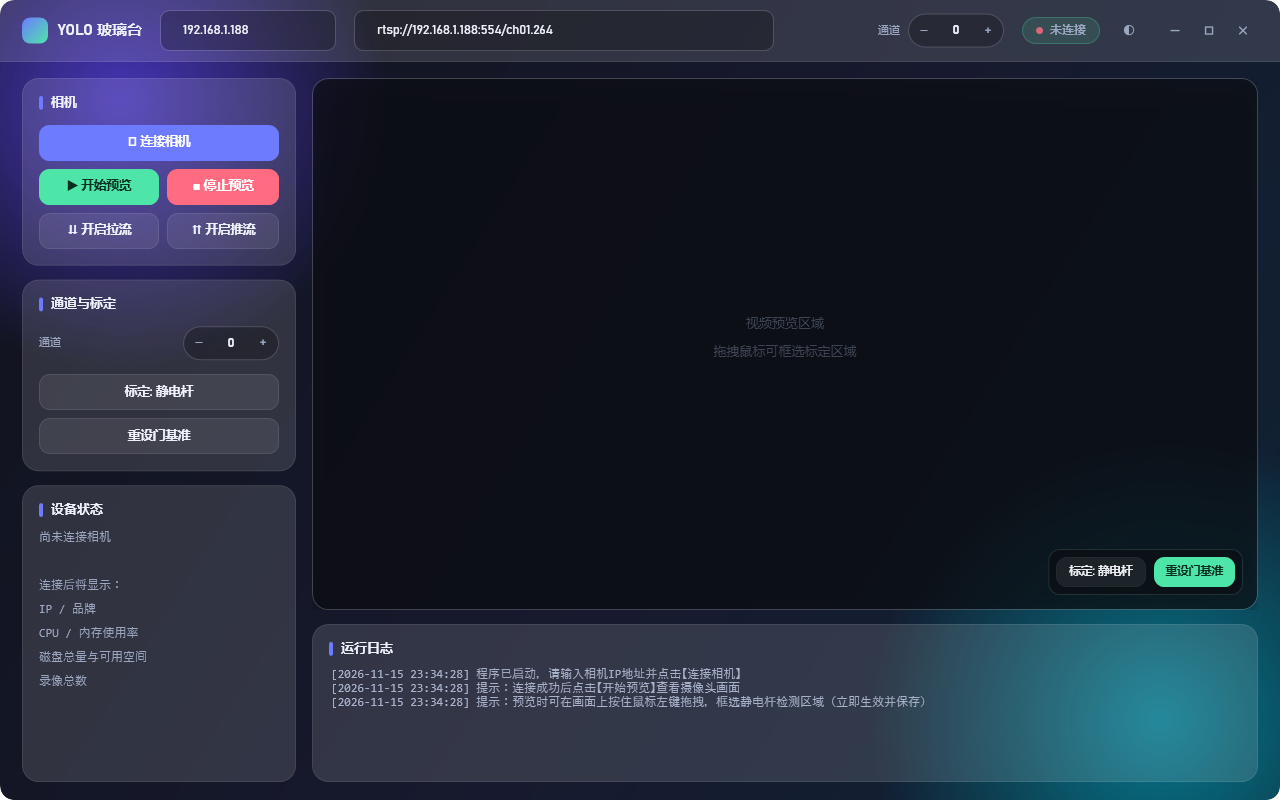 YOLO 玻璃台
192.168.1.188
rtsp://192.168.1.188:554/ch01.264
通道
− 0 +
● 未连接
相机
连接相机
▶ 开始预览
■ 停止预览
⇊ 开启拉流
⇈ 开启推流
通道与标定
通道
− 0 +
标定: 静电杆
重设门基准
设备状态
尚未连接相机
连接后将显示：
IP / 品牌
CPU / 内存使用率
磁盘总量与可用空间
录像总数
视频预览区域
拖拽鼠标可框选标定区域
标定: 静电杆
重设门基准
运行日志
[2026-11-15 23:34:28] 程序已启动, 请输入相机IP地址并点击【连接相机】
[2026-11-15 23:34:28] 提示：连接成功后点击【开始预览】查看摄像头画面
[2026-11-15 23:34:28] 提示：预览时可在画面上按住鼠标左键拖拽, 框选静电杆检测区域（立即生效并保存）